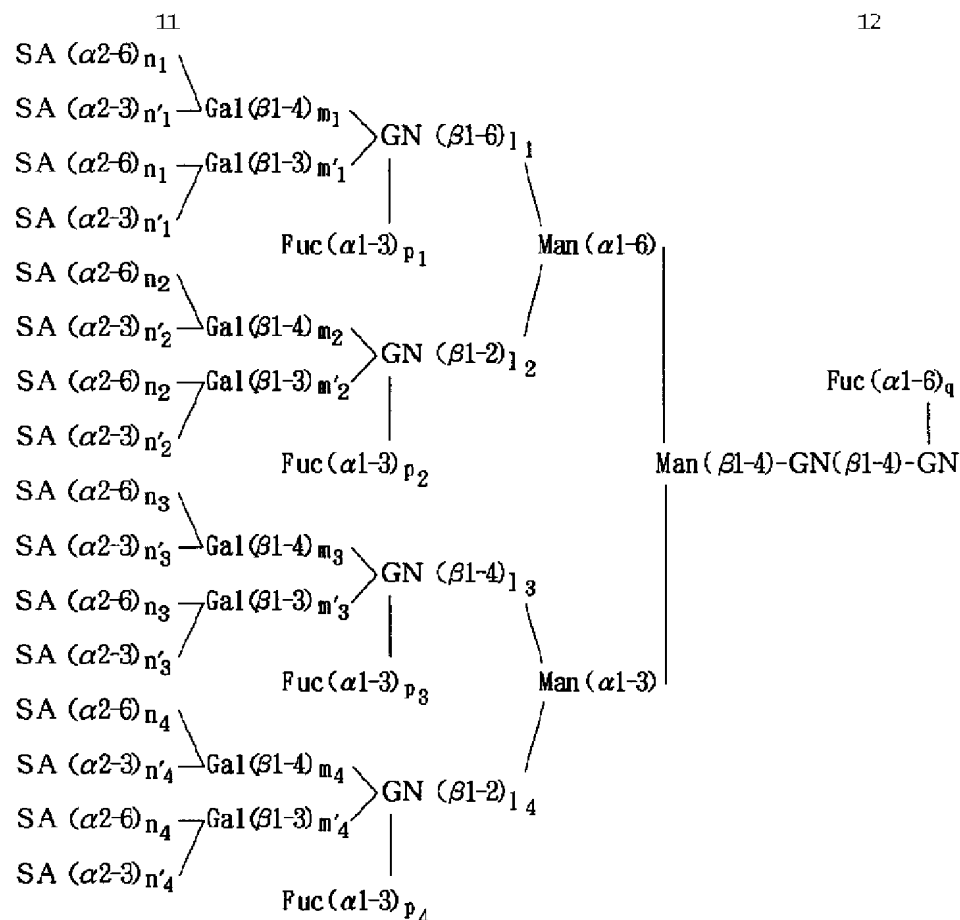 11 12
SA (α2-6)n1
SA (α2-3)n'1 Gal(β1-4)m1
GN (β1-6)l1
SA (α2-6)n1 Gal(β1-3)m'1
SA (α2-3)n'1
Fuc(α1-3)p1 Man(α1-6)
SA (α2-6)n2
SA (α2-3)n'2 Gal(β1-4)m2
GN (β1-2)l2
SA (α2-6)n2 Gal(β1-3)m'2 Fuc(α1-6)q
SA (α2-3)n'2
Fuc(α1-3)p2 Man(β1-4)-GN(β1-4)-GN
SA (α2-6)n3
SA (α2-3)n'3 Gal(β1-4)m3
GN (β1-4)l3
SA (α2-6)n3 Gal(β1-3)m'3
SA (α2-3)n'3
Fuc(α1-3)p3 Man(α1-3)
SA (α2-6)n4
SA (α2-3)n'4 Gal(β1-4)m4
GN (β1-2)l4
SA (α2-6)n4 Gal(β1-3)m'4
SA (α2-3)n'4
Fuc(α1-3)p4